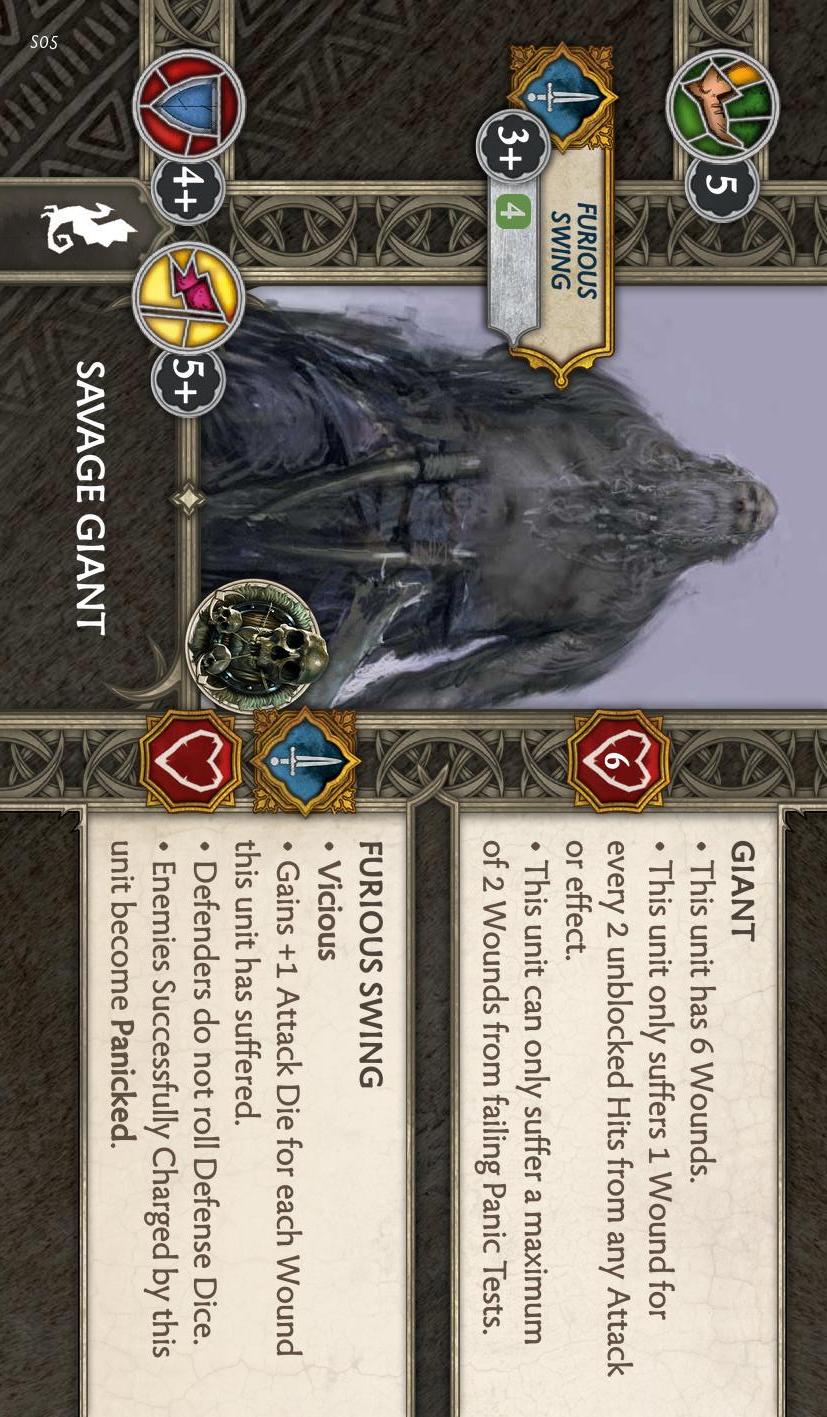 5
FURIOUS
SWING
3+
4
4+
5+
SAVAGE GIANT
S05
6
GIANT
• This unit has 6 Wounds.
• This unit only suffers 1 Wound for
every 2 unblocked Hits from any Attack
or effect.
• This unit can only suffer a maximum
of 2 Wounds from failing Panic Tests.
FURIOUS SWING
• Vicious
• Gains +1 Attack Die for each Wound
this unit has suffered.
• Defenders do not roll Defense Dice.
• Enemies Successfully Charged by this
unit become Panicked.